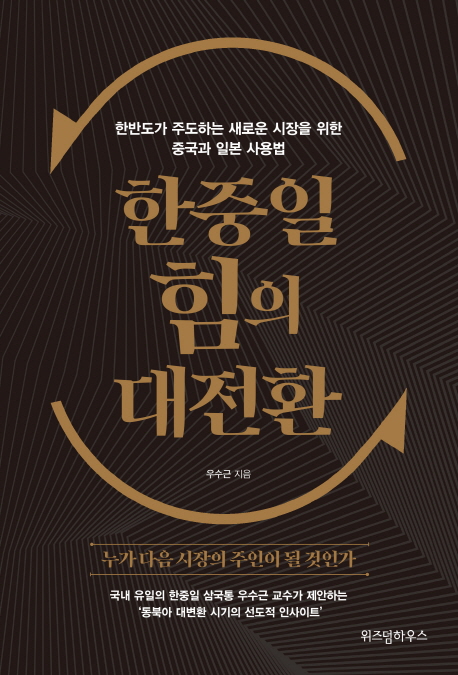 한반도가 주도하는 새로운 시장을 위한
중국과 일본 사용법
한중일
힘의
대전환
우수근 지음
누가 다음 시장의 주인이 될 것인가
국내 유일의 한중일 삼국통 우수근 교수가 제안하는
‘동북아 대변환 시기의 선도적 인사이트’
위즈덤하우스